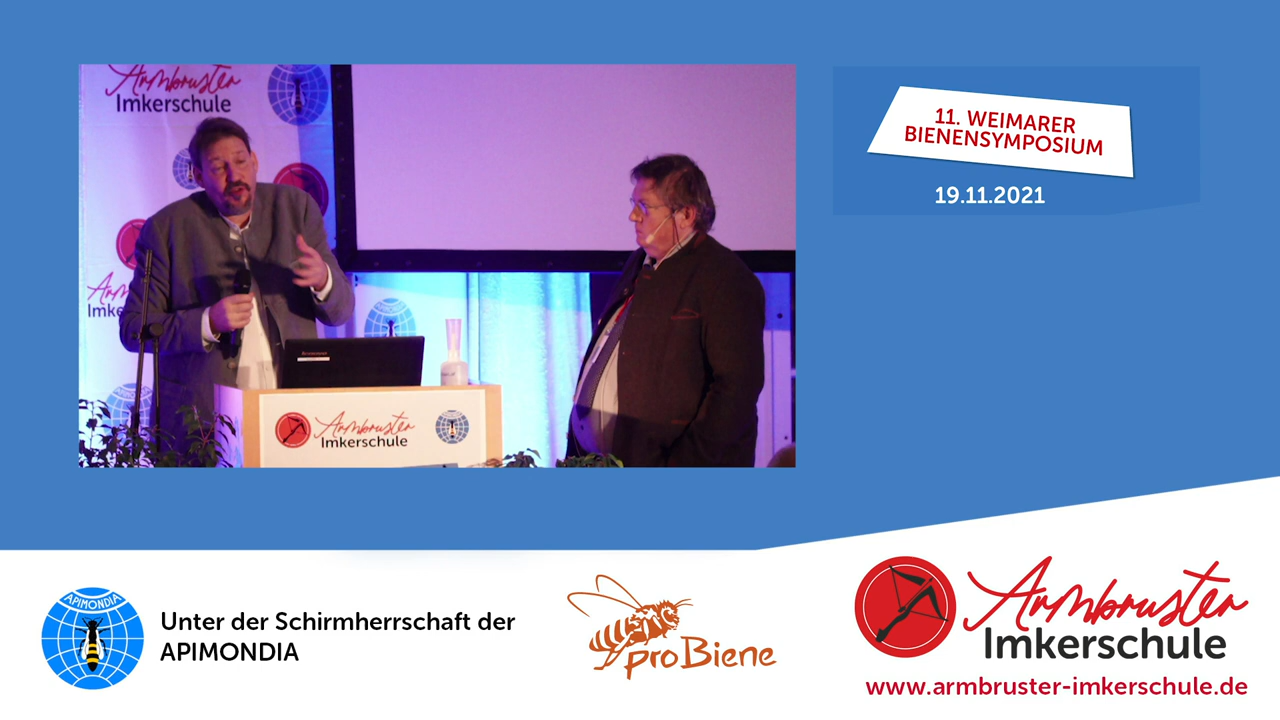 Armbruster
Imkerschule
Armbruster
Imkerschule
11. WEIMARER
BIENENSYMPOSIUM
19.11.2021
APIMONDIA
Unter der Schirmherrschaft der
APIMONDIA
proBiene
Armbruster
Imkerschule
www.armbruster-imkerschule.de